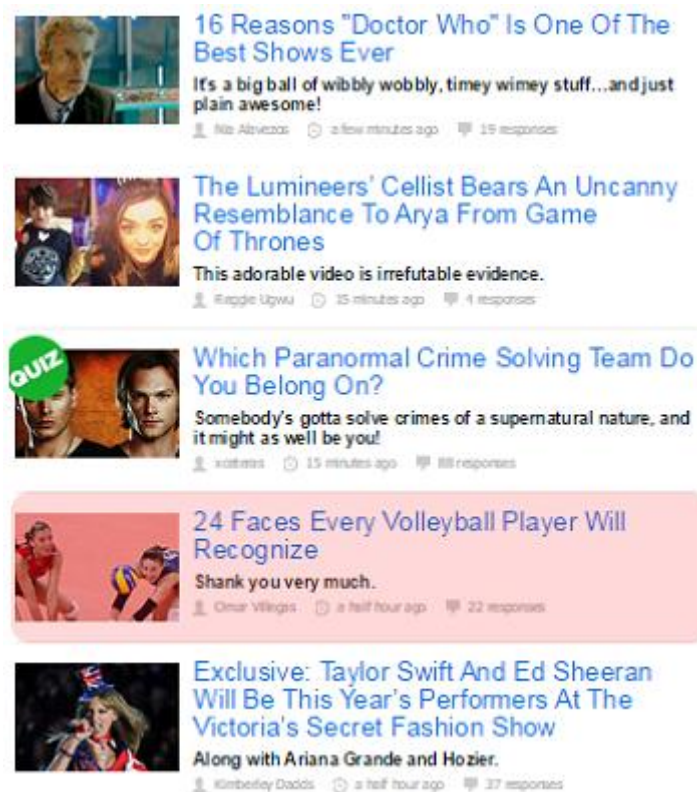 16 Reasons "Doctor Who" Is One Of The
Best Shows Ever
It's a big ball of wibbly wobbly, timey wimey stuff...and just
plain awesome!
a few minutes ago 19 responses
The Lumineers' Cellist Bears An Uncanny
Resemblance To Arya From Game
Of Thrones
This adorable video is irrefutable evidence.
Reggie Ugwu 15 minutes ago 4 responses
QUIZ
Which Paranormal Crime Solving Team Do
You Belong On?
Somebody's gotta solve crimes of a supernatural nature, and
it might as well be you!
15 minutes ago 88 responses
24 Faces Every Volleyball Player Will
Recognize
Shank you very much.
Omar Villegas a half hour ago 22 responses
Exclusive: Taylor Swift And Ed Sheeran
Will Be This Year's Performers At The
Victoria's Secret Fashion Show
Along with Ariana Grande and Hozier.
Kimberley Dadds a half hour ago 37 responses